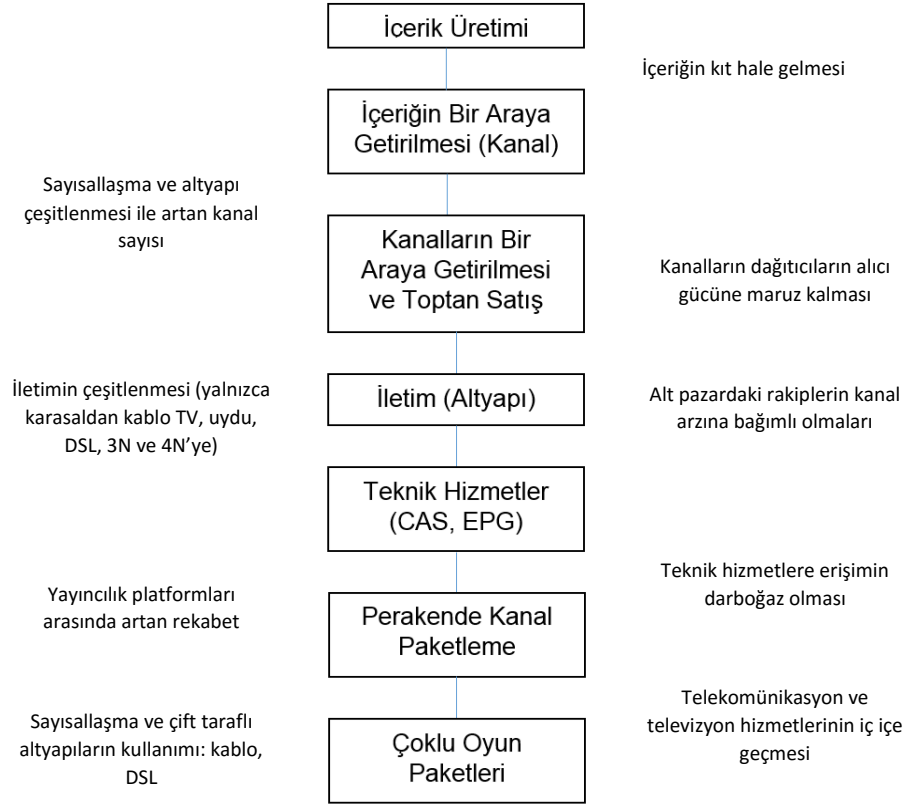 İcerik Üretimi
İçeriğin kıt hale gelmesi
İçeriğin Bir Araya
Getirilmesi (Kanal)
Sayısallaşma ve altyapı
çeşitlenmesi ile artan kanal
sayısı
Kanalların Bir
Araya Getirilmesi
ve Toptan Satış
Kanalların dağıtıcıların alıcı
gücüne maruz kalması
İletimin çeşitlenmesi (yalnızca
karasaldan kablo TV, uydu,
DSL, 3N ve 4N’ye)
İletim (Altyapı)
Alt pazardaki rakiplerin kanal
arzına bağımlı olmaları
Teknik Hizmetler
(CAS, EPG)
Teknik hizmetlere erişimin
darboğaz olması
Yayıncılık platformları
arasında artan rekabet
Perakende Kanal
Paketleme
Telekomünikasyon ve
televizyon hizmetlerinin iç içe
geçmesi
Sayısallaşma ve çift taraflı
altyapıların kullanımı: kablo,
DSL
Çoklu Oyun
Paketleri